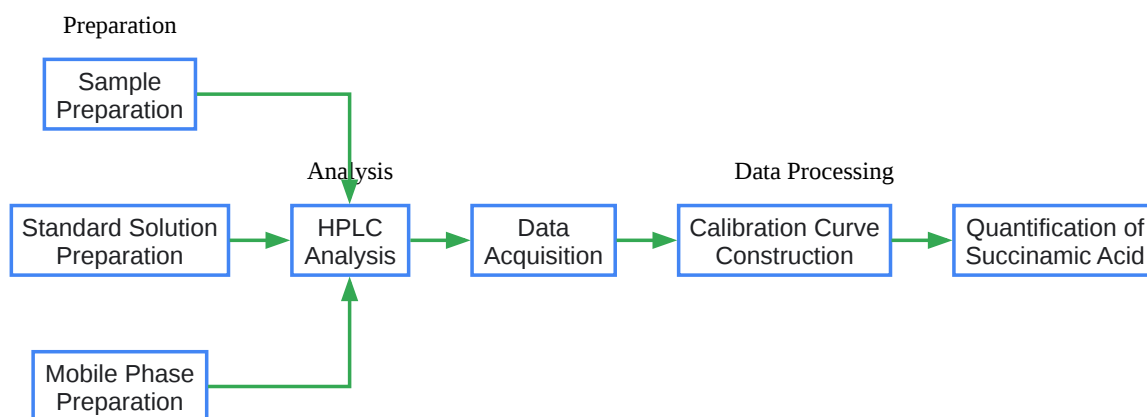 Preparation
Sample
Preparation
Analysis
Data Processing
Standard Solution
Preparation
HPLC
Analysis
Data
Acquisition
Calibration Curve
Construction
Quantification of
Succinamic Acid
Mobile Phase
Preparation